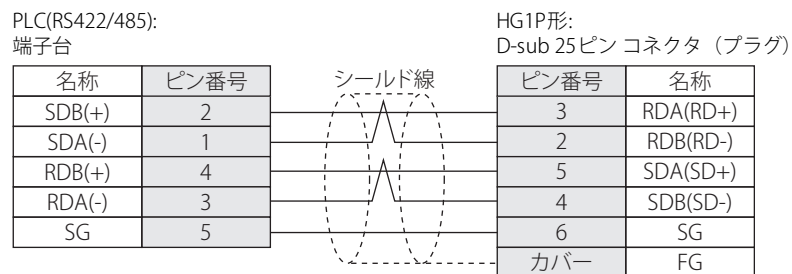 PLC(RS422/485):
端子台
HG1P形:
D-sub 25ピン コネクタ（プラグ）
名称 ピン番号 シールド線 ピン番号 名称
SDB(+) 2 3 RDA(RD+)
SDA(-) 1 2 RDB(RD-)
RDB(+) 4 5 SDA(SD+)
RDA(-) 3 4 SDB(SD-)
SG 5 6 SG
カバー FG